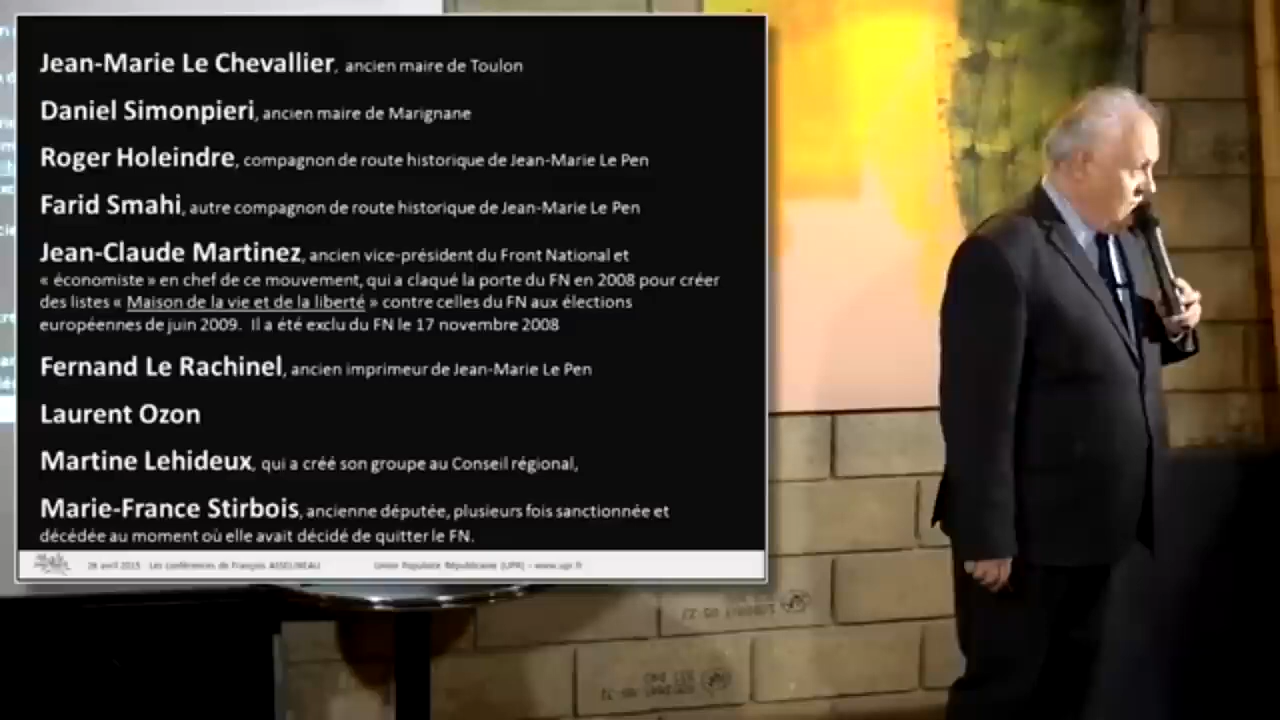 Jean-Marie Le Chevallier, ancien maire de Toulon
Daniel Simonpieri, ancien maire de Marignane
Roger Holeindre, compagnon de route historique de Jean-Marie Le Pen
Farid Smahi, autre compagnon de route historique de Jean-Marie Le Pen
Jean-Claude Martinez, ancien vice-président du Front National et
« économiste » en chef de ce mouvement, qui a claqué la porte du FN en 2008 pour créer
des listes « Maison de la vie et de la liberté » contre celles du FN aux élections
européennes de juin 2009. Il a été exclu du FN le 17 novembre 2008
Fernand Le Rachinel, ancien imprimeur de Jean-Marie Le Pen
Laurent Ozon
Martine Lehideux, qui a créé son groupe au Conseil régional,
Marie-France Stirbois, ancienne députée, plusieurs fois sanctionnée et
décédée au moment où elle avait décidé de quitter le FN.
avril 2015 Les conférences de François ASSELINEAU Union Populaire Républicaine (UPR) – www.upr.fr